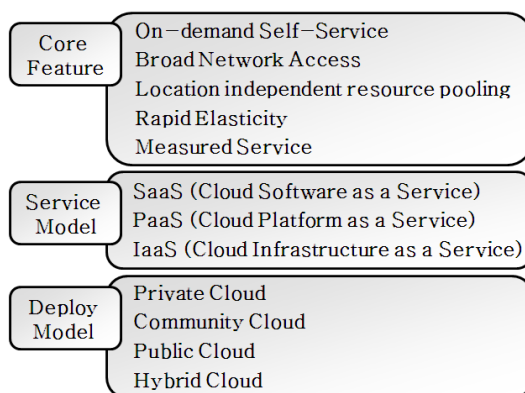 Core
Feature
On-demand Self-Service
Broad Network Access
Location independent resource pooling
Rapid Elasticity
Measured Service
Service
Model
SaaS (Cloud Software as a Service)
PaaS (Cloud Platform as a Service)
IaaS (Cloud Infrastructure as a Service)
Deploy
Model
Private Cloud
Community Cloud
Public Cloud
Hybrid Cloud